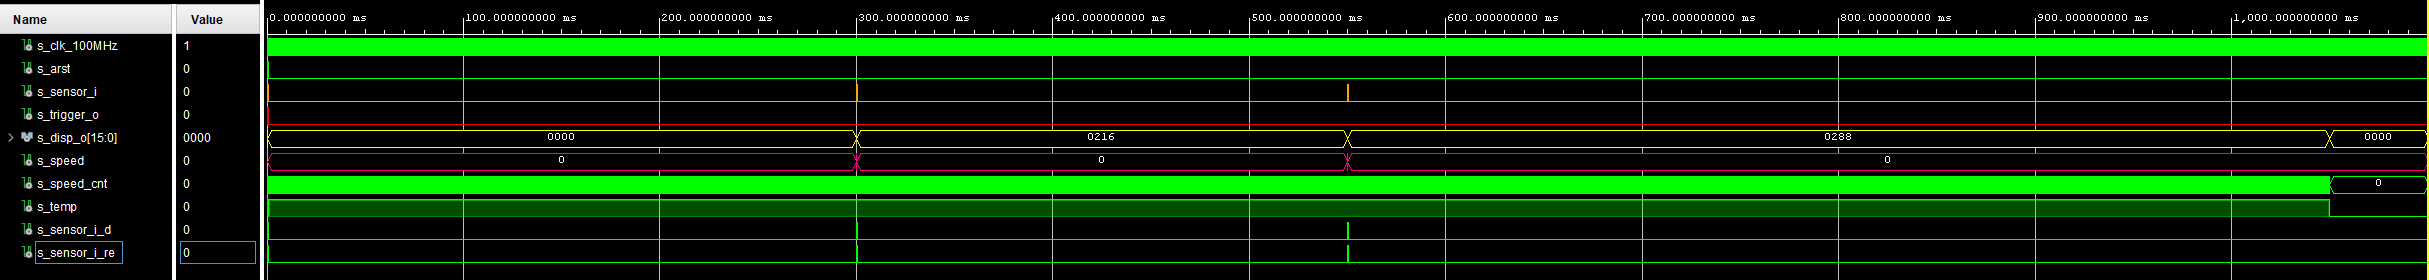 Name Value 0.000000000 ms 100.000000000 ms 200.000000000 ms 300.000000000 ms 400.000000000 ms 500.000000000 ms 600.000000000 ms 700.000000000 ms 800.000000000 ms 900.000000000 ms 1,000.000000000 ms
s_clk_100MHz 1
s_arst 0
s_sensor_i 0
s_trigger_o 0
s_disp_o[15:0] 0000 0000 0216 0288 0000
s_speed 0 0 0 0
s_speed_cnt 0 0
s_temp 0
s_sensor_i_d 0
s_sensor_i_re 0